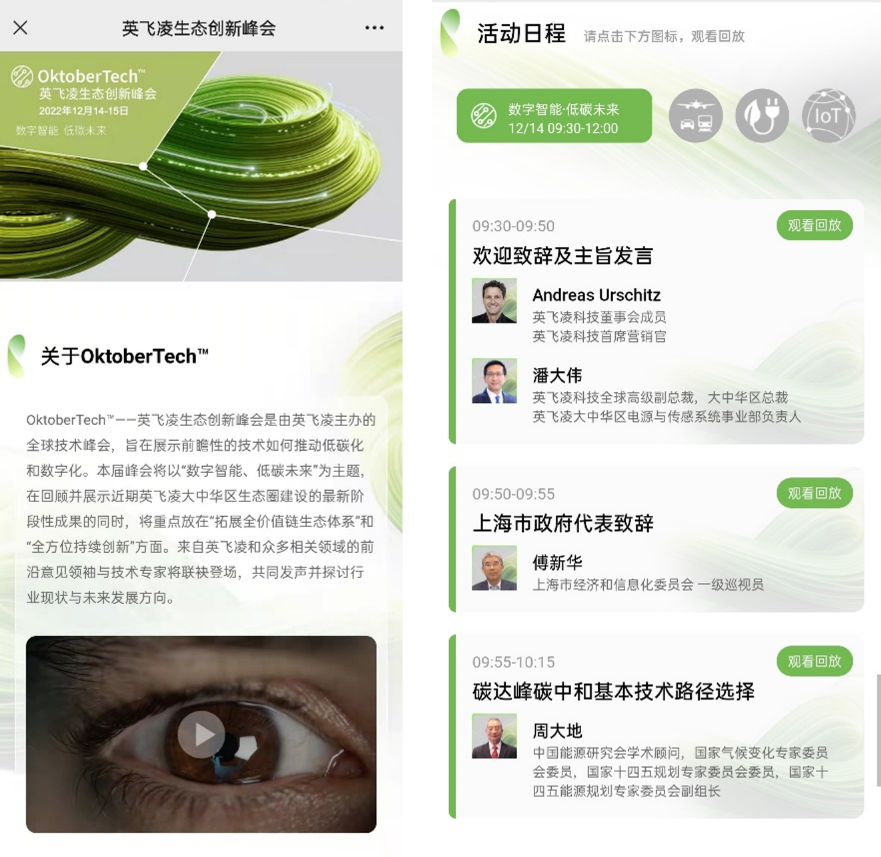 英飞凌生态创新峰会
OktoberTech™
英飞凌生态创新峰会
2022年12月14-15日
数字智能 低碳未来
关于OktoberTech™
OktoberTech™——英飞凌生态创新峰会是由英飞凌主办的
全球技术峰会，旨在展示前瞻性的技术如何推动低碳化
和数字化。本届峰会将以“数字智能、低碳未来”为主题，
在回顾并展示近期英飞凌大中华区生态圈建设的最新阶
段性成果的同时，将重点放在“拓展全价值链生态体系”和
“全方位持续创新”方面。来自英飞凌和众多相关领域的前
沿意见领袖与技术专家将联袂登场，共同发声并探讨行
业现状与未来发展方向。
活动日程 请点击下方图标，观看回放
数字智能·低碳未来
12/14 09:30-12:00
IoT
09:30-09:50
观看回放
欢迎致辞及主旨发言
Andreas Urschitz
英飞凌科技董事会成员
英飞凌科技首席营销官
潘大伟
英飞凌科技全球高级副总裁，大中华区总裁
英飞凌大中华区电源与传感系统事业部负责人
09:50-09:55
观看回放
上海市政府代表致辞
傅新华
上海市经济和信息化委员会 一级巡视员
09:55-10:15
观看回放
碳达峰碳中和基本技术路径选择
周大地
中国能源研究会学术顾问，国家气候变化专家委员
会委员，国家十四五规划专家委员会委员，国家十
四五能源规划专家委员会副组长